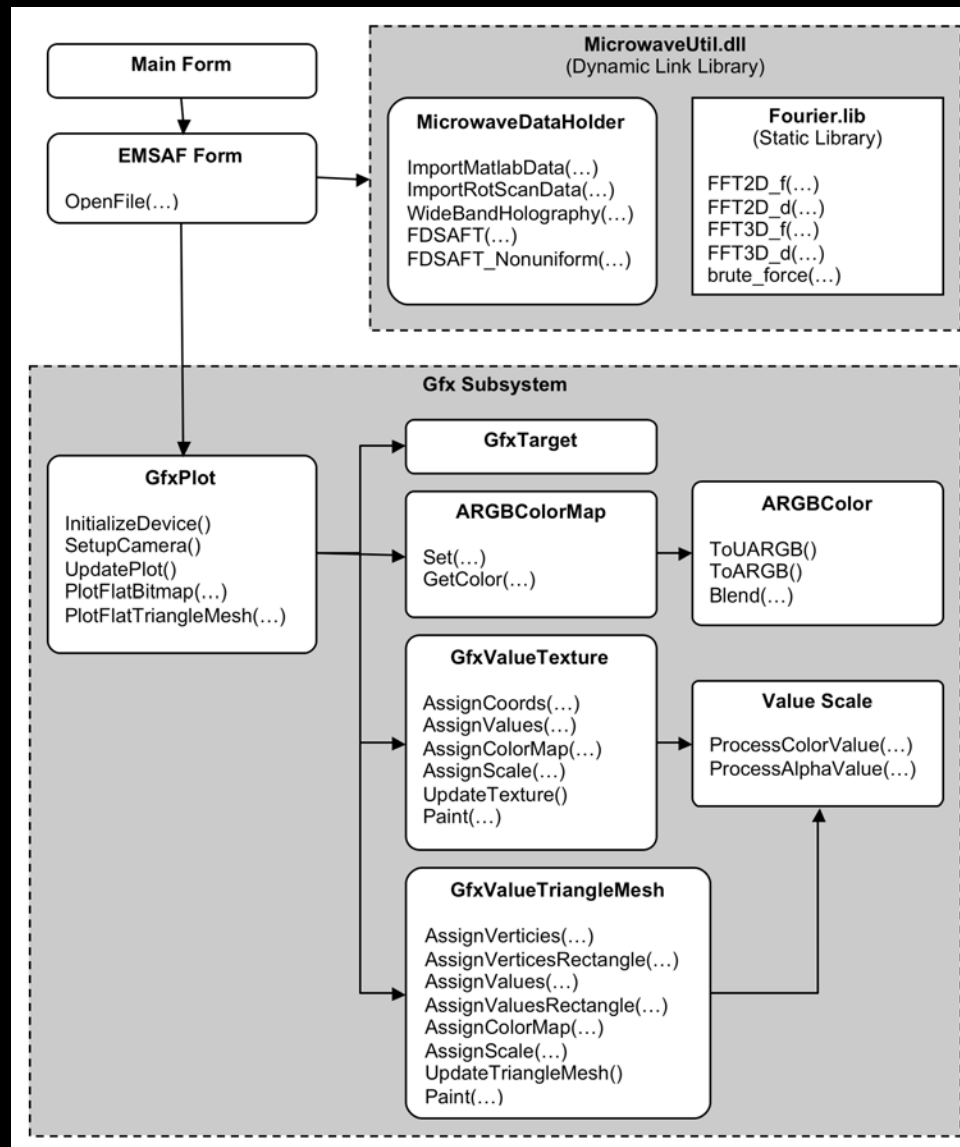 Main Form
EMSAF Form
OpenFile(…)
MicrowaveUtil.dll
(Dynamic Link Library)
MicrowaveDataHolder
ImportMatlabData(…)
ImportRotScanData(…)
WideBandHolography(…)
FDSAFT(…)
FDSAFT_Nonuniform(…)
Fourier.lib
(Static Library)
FFT2D_f(…)
FFT2D_d(…)
FFT3D_f(…)
FFT3D_d(…)
brute_force(…)
Gfx Subsystem
GfxPlot
InitializeDevice()
SetupCamera()
UpdatePlot()
PlotFlatBitmap(…)
PlotFlatTriangleMesh(…)
GfxTarget
ARGBColorMap
Set(…)
GetColor(…)
ARGBColor
ToUARGB()
ToARGB()
Blend(…)
GfxValueTexture
AssignCoords(…)
AssignValues(…)
AssignColorMap(…)
AssignScale(…)
UpdateTexture()
Paint(…)
Value Scale
ProcessColorValue(…)
ProcessAlphaValue(…)
GfxValueTriangleMesh
AssignVerticies(…)
AssignVerticesRectangle(…)
AssignValues(…)
AssignValuesRectangle(…)
AssignColorMap(…)
AssignScale(…)
UpdateTriangleMesh()
Paint(…)